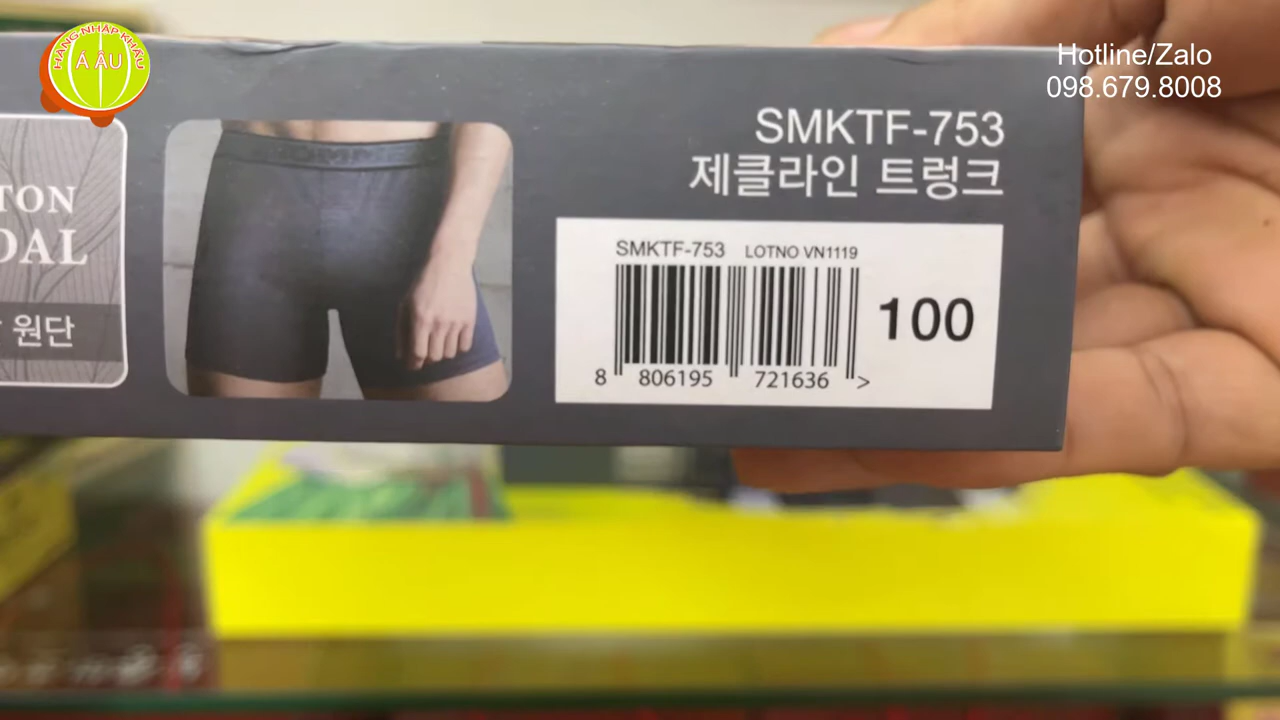 HÀNG NHẬP KHẨU
Á ÂU
Hotline/Zalo
098.679.8008
SMKTF-753
제클라인 트렁크
TON
DAL
원단
SMKTF-753 LOTNO VN1119
100
8 806195 721636 >